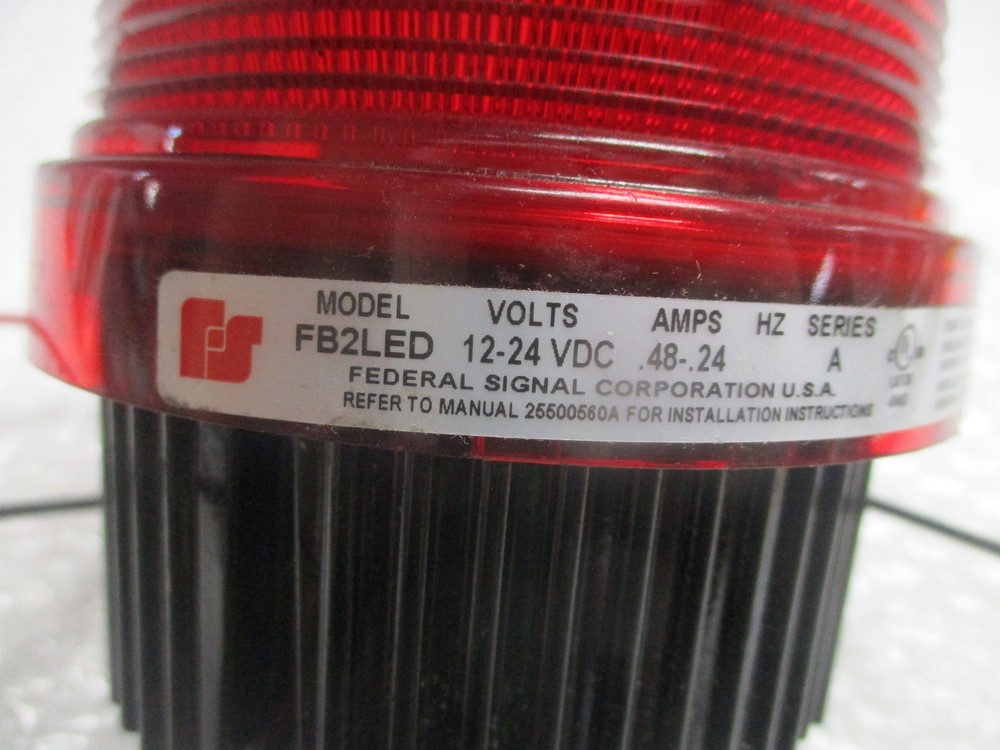 MODEL VOLTS AMPS HZ SERIES
FB2LED 12-24 VDC .48-.24 A
FEDERAL SIGNAL CORPORATION U.S.A.
REFER TO MANUAL 25500560A FOR INSTALLATION INSTRUCTIONS